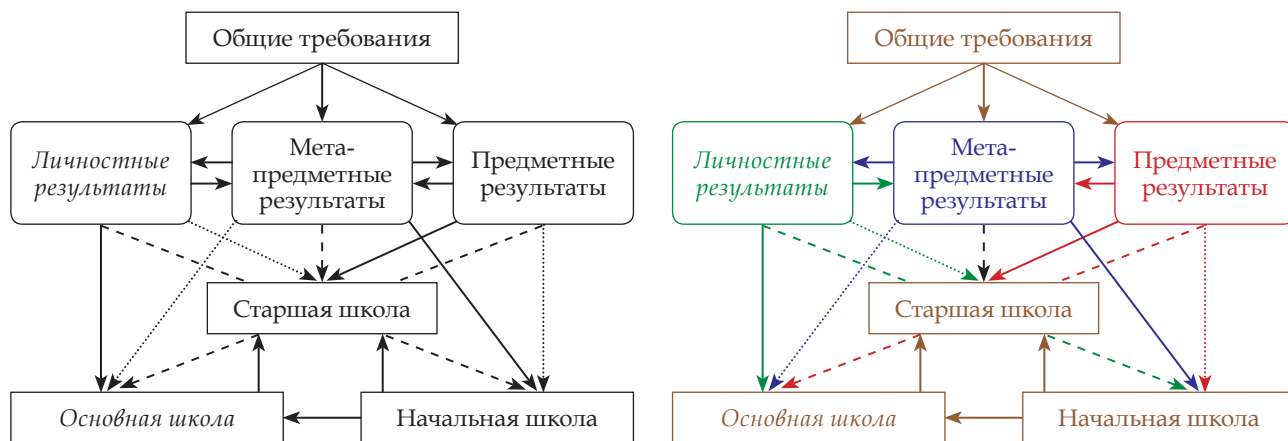 Общие требования
Личностные
результаты
Мета-
предметные
результаты
Предметные
результаты
Старшая школа
Основная школа
Начальная школа
Общие требования
Личностные
результаты
Мета-
предметные
результаты
Предметные
результаты
Старшая школа
Основная школа
Начальная школа